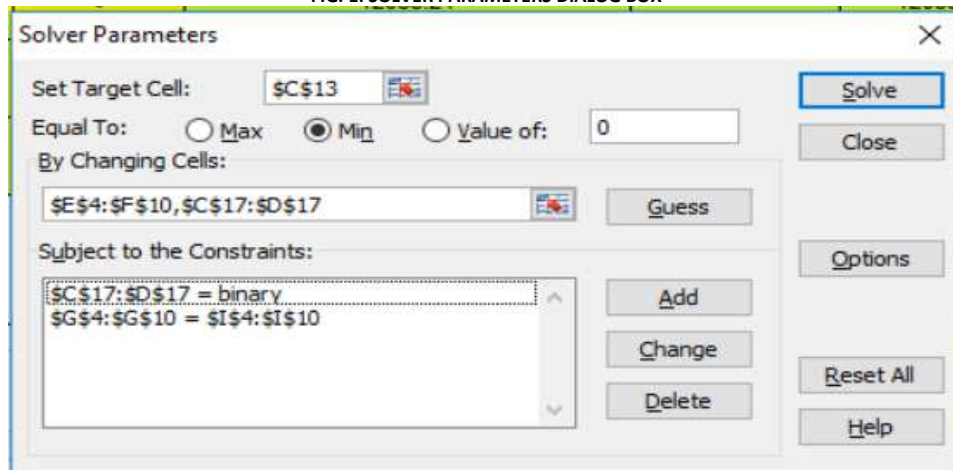 Solver Parameters
Set Target Cell: $C$13
Solve
Equal To: Max Min Value of: 0
Close
By Changing Cells:
$E$4:$F$10,$C$17:$D$17
Guess
Subject to the Constraints:
Options
$C$17:$D$17 = binary
Add
$G$4:$G$10 = $I$4:$I$10
Change
Reset All
Delete
Help